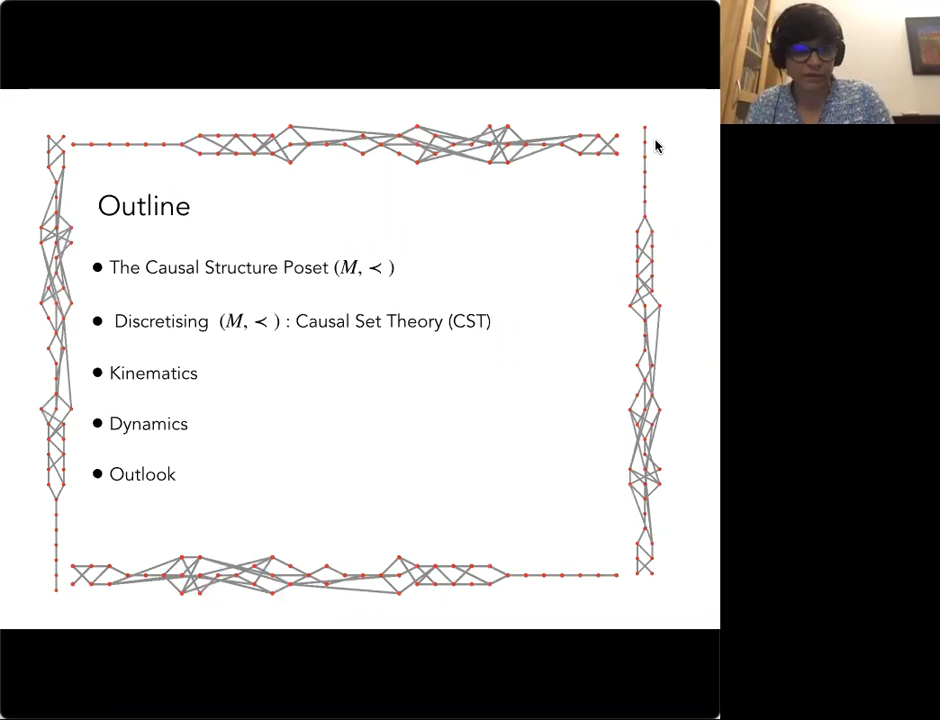 Outline
● The Causal Structure Poset (M, ≺ )
● Discretising (M, ≺ ) : Causal Set Theory (CST)
● Kinematics
● Dynamics
● Outlook